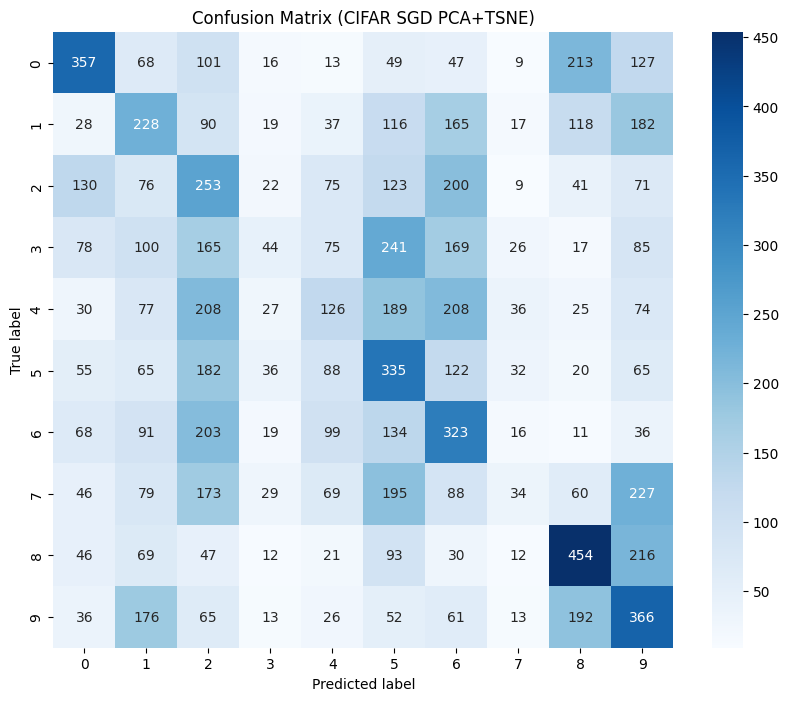 Confusion Matrix (CIFAR SGD PCA+TSNE)
0 357 68 101 16 13 49 47 9 213 127
1 28 228 90 19 37 116 165 17 118 182
2 130 76 253 22 75 123 200 9 41 71
3 78 100 165 44 75 241 169 26 17 85
4 30 77 208 27 126 189 208 36 25 74
5 55 65 182 36 88 335 122 32 20 65
6 68 91 203 19 99 134 323 16 11 36
7 46 79 173 29 69 195 88 34 60 227
8 46 69 47 12 21 93 30 12 454 216
9 36 176 65 13 26 52 61 13 192 366
0 1 2 3 4 5 6 7 8 9
True label
Predicted label
450
400
350
300
250
200
150
100
50